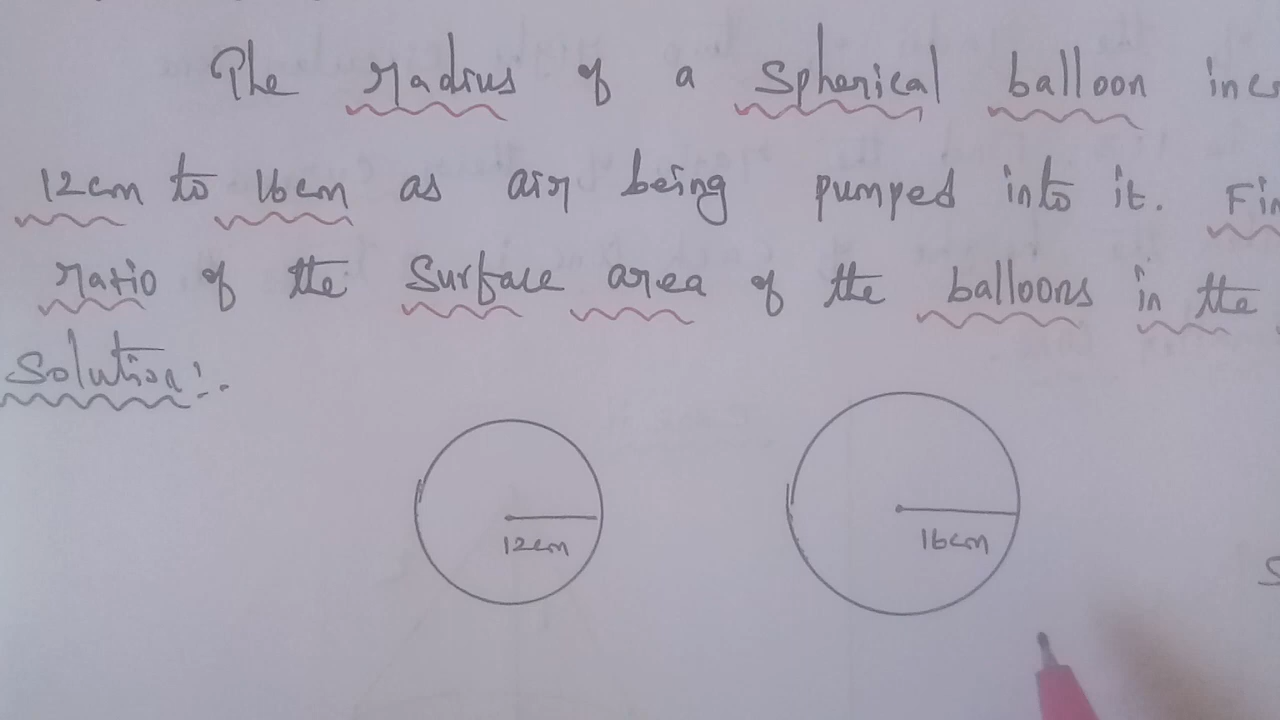 The radius of a Spherical balloon inc
12cm to 16cm as air being pumped into it. Fin
ratio of the Surface area of the balloons in the
Solution:-
12cm
16cm
S